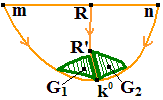 m R n
R'
G₁ k⁰ G₂